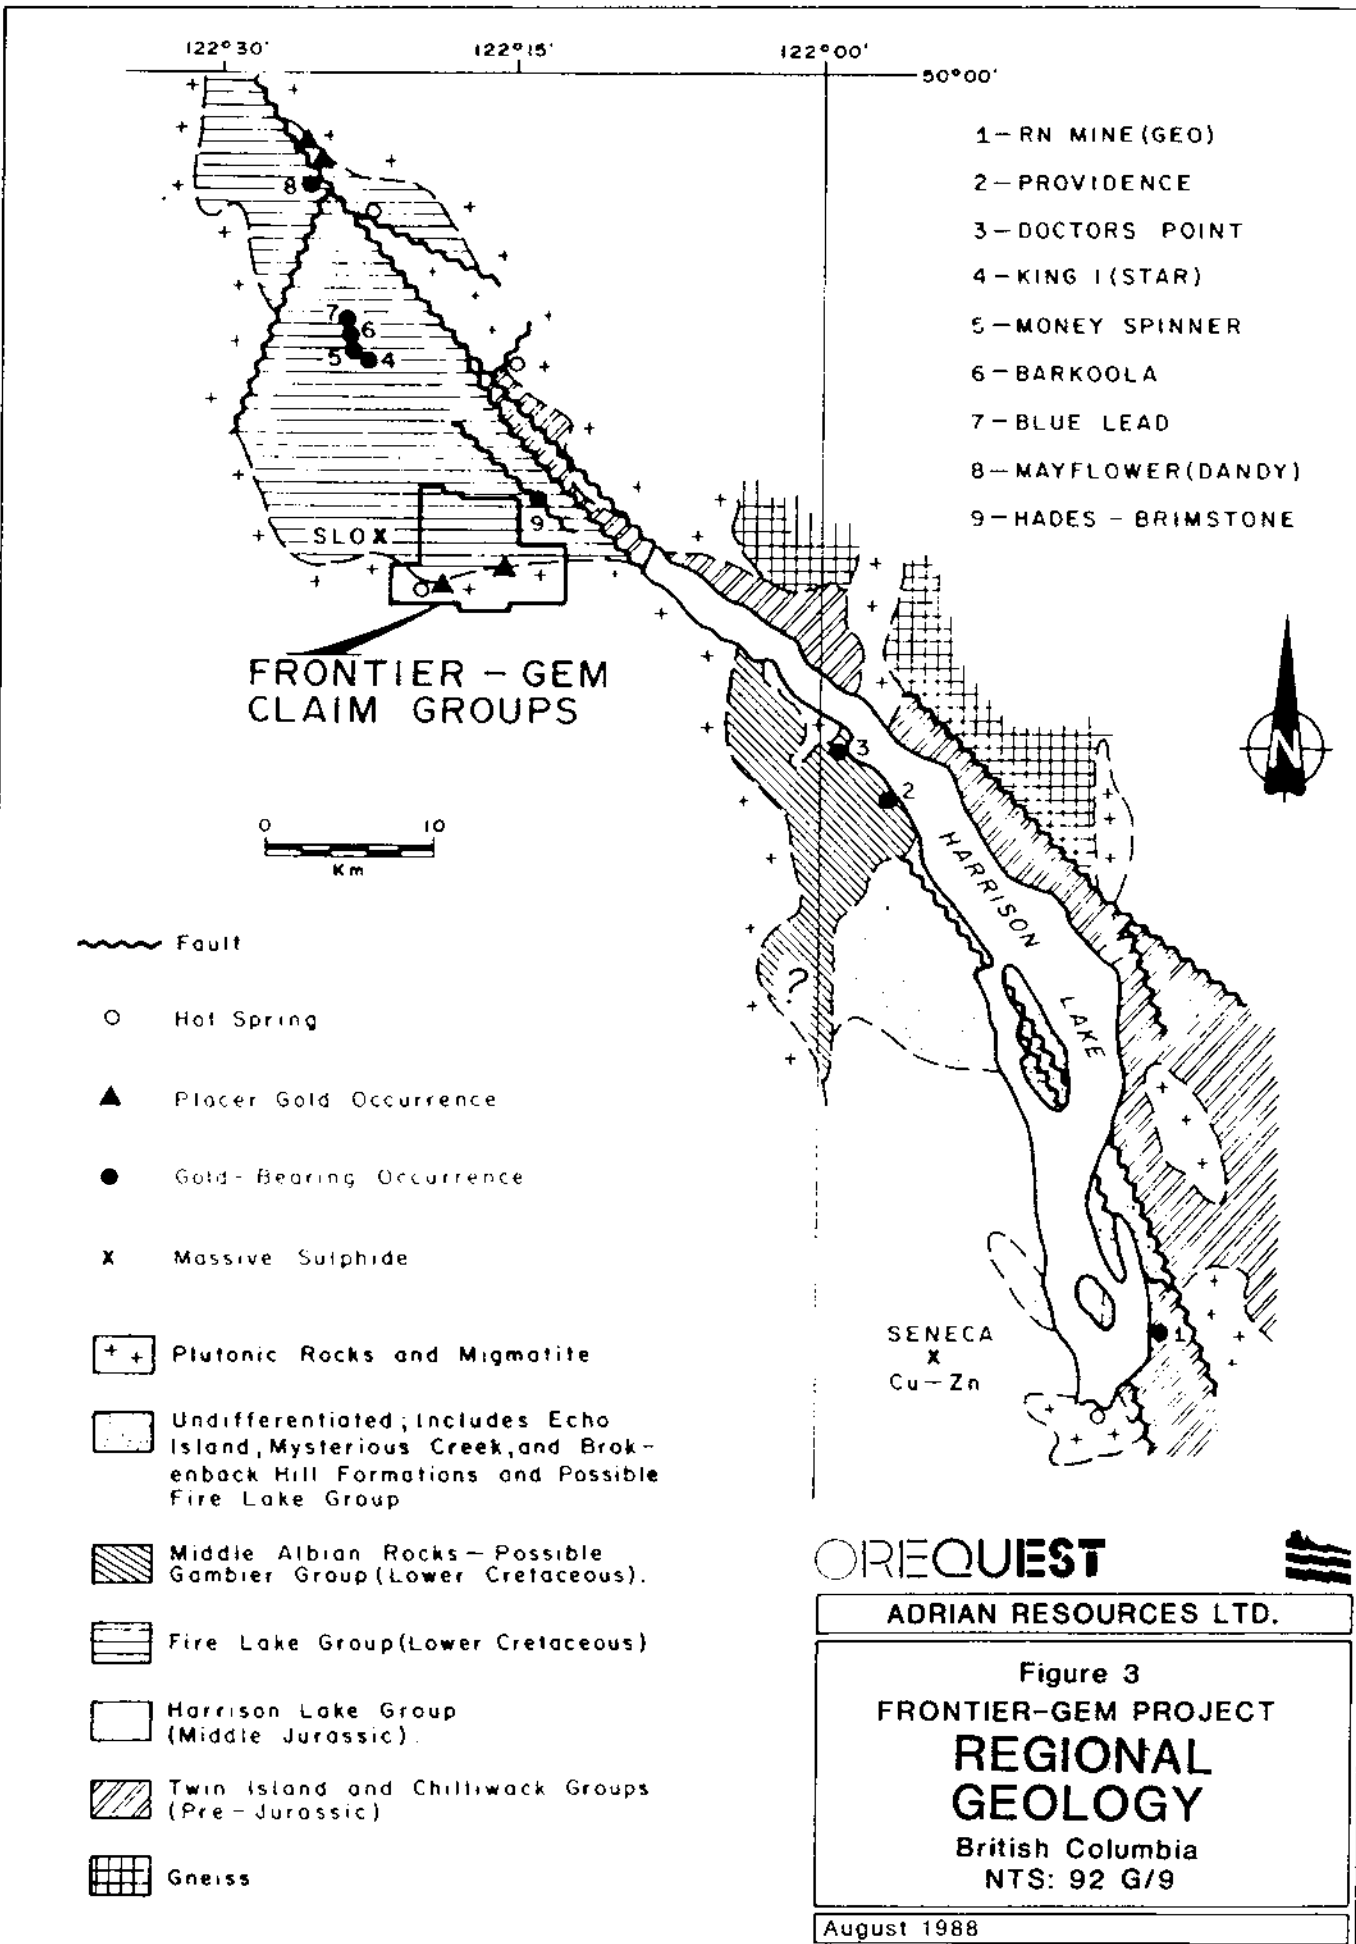 122°30'
122°15'
122°00'
50°00'
1-RN MINE(GEO)
2-PROVIDENCE
3-DOCTORS POINT
4-KING 1(STAR)
5-MONEY SPINNER
6-BARKOOLA
7-BLUE LEAD
8-MAYFLOWER(DANDY)
9-HADES-BRIMSTONE
8
7
6
5
4
9
SLO X
FRONTIER-GEM
CLAIM GROUPS
3
2
N
0 10
Km
HARRISON
LAKE
?
Fault
Hot Spring
Placer Gold Occurrence
Gold-Bearing Occurrence
X Massive Sulphide
1
SENECA
X
Cu-Zn
+ + Plutonic Rocks and Migmatite
Undifferentiated; Includes Echo
Island, Mysterious Creek, and Brok-
enback Hill Formations and Possible
Fire Lake Group
Middle Albian Rocks-Possible
Gambier Group (Lower Cretaceous).
Fire Lake Group (Lower Cretaceous)
Harrison Lake Group
(Middle Jurassic).
Twin Island and Chilliwack Groups
(Pre-Jurassic)
Gneiss
OREQUEST
ADRIAN RESOURCES LTD.
Figure 3
FRONTIER-GEM PROJECT
REGIONAL
GEOLOGY
British Columbia
NTS: 92 G/9
August 1988